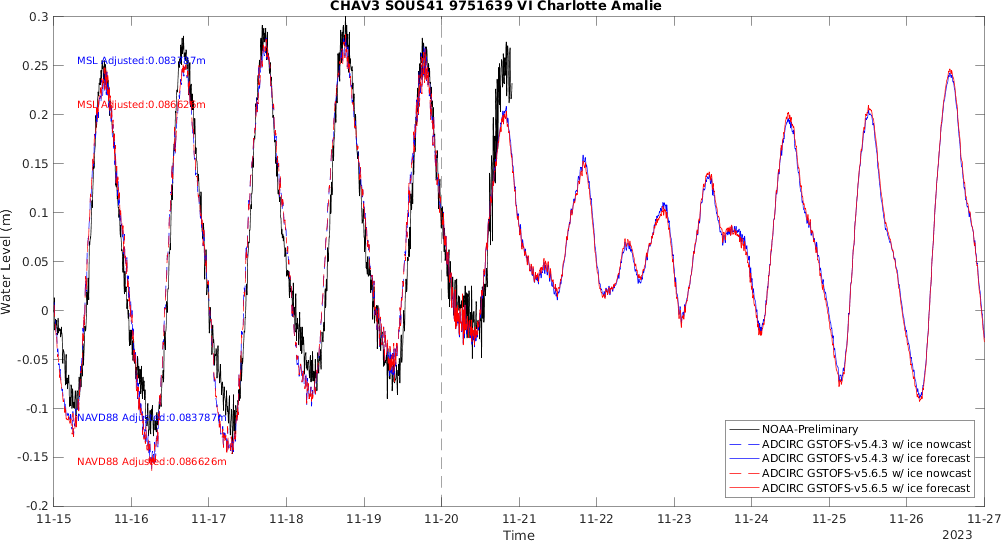 CHAV3 SOUS41 9751639 VI Charlotte Amalie
Water Level (m)
0.3
0.25
0.2
0.15
0.1
0.05
0
-0.05
-0.1
-0.15
-0.2
MSL Adjusted:0.083787m
MSL Adjusted:0.086626m
NAVD88 Adjusted:0.083787m
NAVD88 Adjusted:0.086626m
NOAA-Preliminary
ADCIRC GSTOFS-v5.4.3 w/ ice nowcast
ADCIRC GSTOFS-v5.4.3 w/ ice forecast
ADCIRC GSTOFS-v5.6.5 w/ ice nowcast
ADCIRC GSTOFS-v5.6.5 w/ ice forecast
11-15 11-16 11-17 11-18 11-19 11-20 11-21 11-22 11-23 11-24 11-25 11-26 11-27
Time
2023